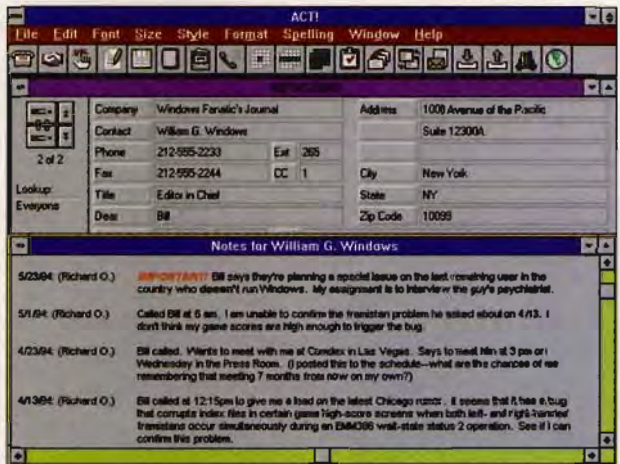 ACT!
File Edit Font Size Style Format Spelling Window Help
Company Windows Fanatic's Journal Address 1000 Avenue of the Pacific
Contact William G. Windows Suite 12300A
Phone 212-555-2233 Ext 265
2 of 2
Fax 212-555-2244 CC 1 City New York
Lookup:
Everyone
Title Editor in Chief State NY
Dear Bill Zip Code 10099
Notes for William G. Windows
5/23/94: (Richard O.) IMPORTANT! Bill says they're planning a special issue on the last remaining user in the
country who doesn't run Windows. My assignment is to interview the guy's psychiatrist.
5/1/94: (Richard O.) Called Bill at 6 am. I am unable to confirm the framistan problem he asked about on 4/13. I
don't think my game scores are high enough to trigger the bug.
4/23/94: (Richard O.) Bill called. Wants to meet with me at Comdex in Las Vegas. Says to meet him at 3 pm on
Wednesday in the Press Room. (I posted this to the schedule--what are the chances of me
remembering that meeting 7 months from now on my own?)
4/13/94: (Richard O.) Bill called at 12:15pm to give me a lead on the latest Chicago rumor. It seems that it has a bug
that corrupts index files in certain game high-score screens when both left- and right-handed
framistans occur simultaneously during an EMM386 wait-state status 2 operation. See if I can
confirm this problem.